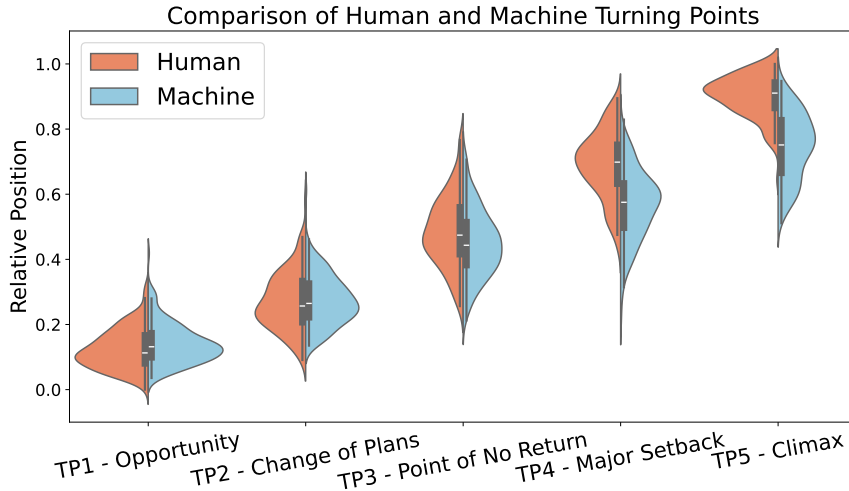 Comparison of Human and Machine Turning Points
Human
Machine
Relative Position
1.0
0.8
0.6
0.4
0.2
0.0
TP1 - Opportunity
TP2 - Change of Plans
TP3 - Point of No Return
TP4 - Major Setback
TP5 - Climax